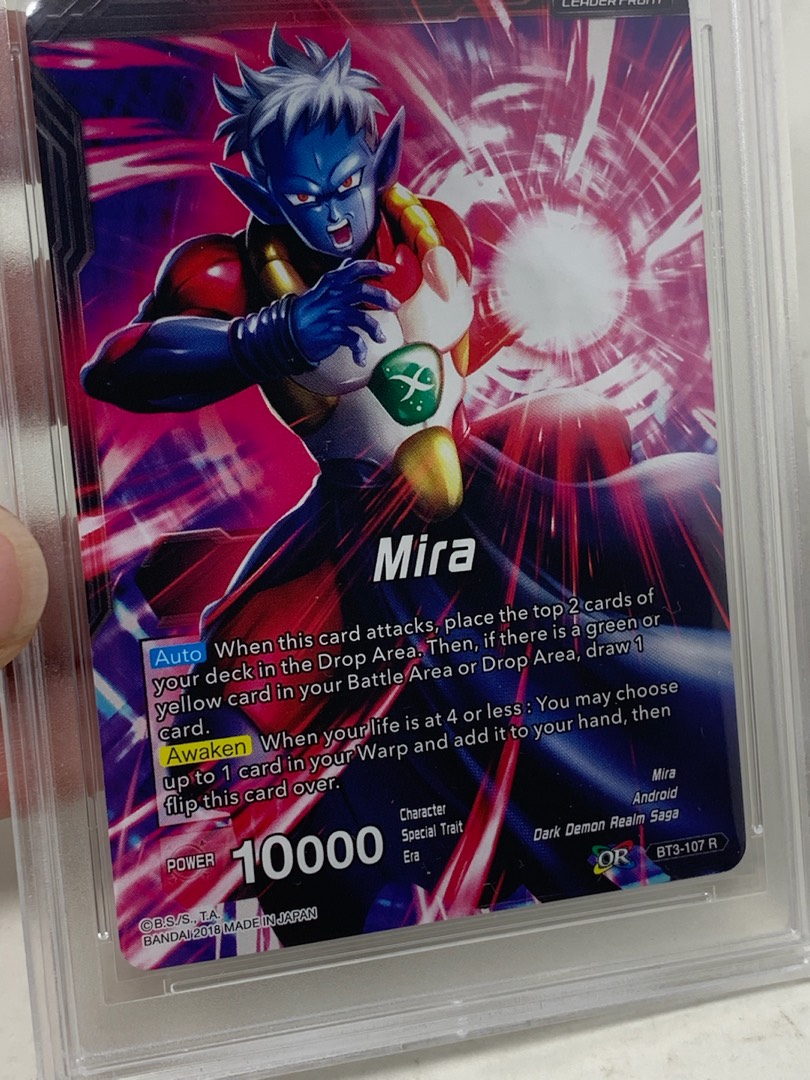 LEADER FRONT
Mira
Auto When this card attacks, place the top 2 cards of
your deck in the Drop Area. Then, if there is a green or
yellow card in your Battle Area or Drop Area, draw 1
card.
Awaken When your life is at 4 or less : You may choose
up to 1 card in your Warp and add it to your hand, then
flip this card over.
POWER 10000
Character Mira
Special Trait Android
Era Dark Demon Realm Saga
OR BT3-107 R
©B.S./S., T.A.
BANDAI 2018 MADE IN JAPAN